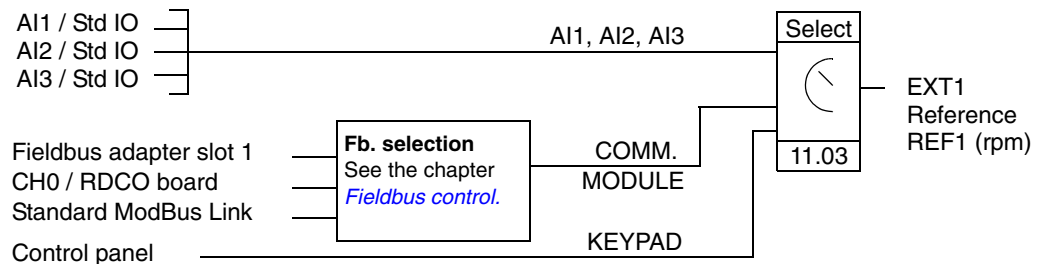 AI1 / Std IO
AI2 / Std IO
AI3 / Std IO
AI1, AI2, AI3
Select
11.03
EXT1
Reference
REF1 (rpm)
Fieldbus adapter slot 1
CH0 / RDCO board
Standard ModBus Link
Fb. selection
See the chapter
Fieldbus control.
COMM.
MODULE
Control panel
KEYPAD